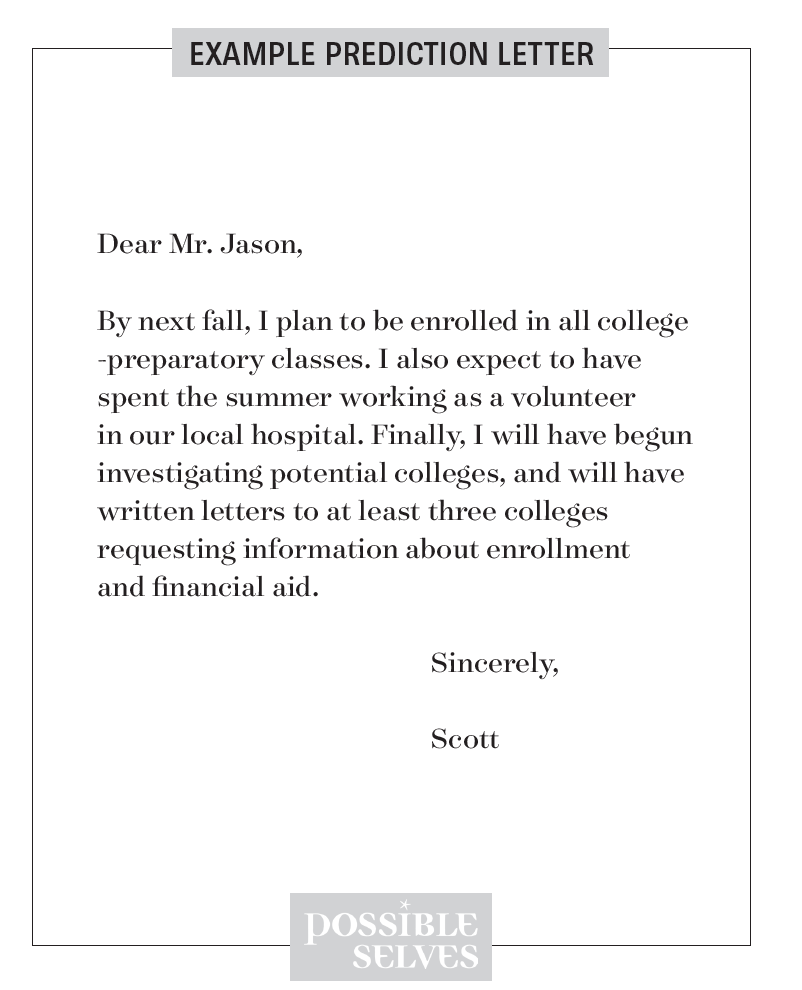 EXAMPLE PREDICTION LETTER
Dear Mr. Jason,
By next fall, I plan to be enrolled in all college
-preparatory classes. I also expect to have
spent the summer working as a volunteer
in our local hospital. Finally, I will have begun
investigating potential colleges, and will have
written letters to at least three colleges
requesting information about enrollment
and financial aid.
Sincerely,
Scott
POSSIBLE
SELVES